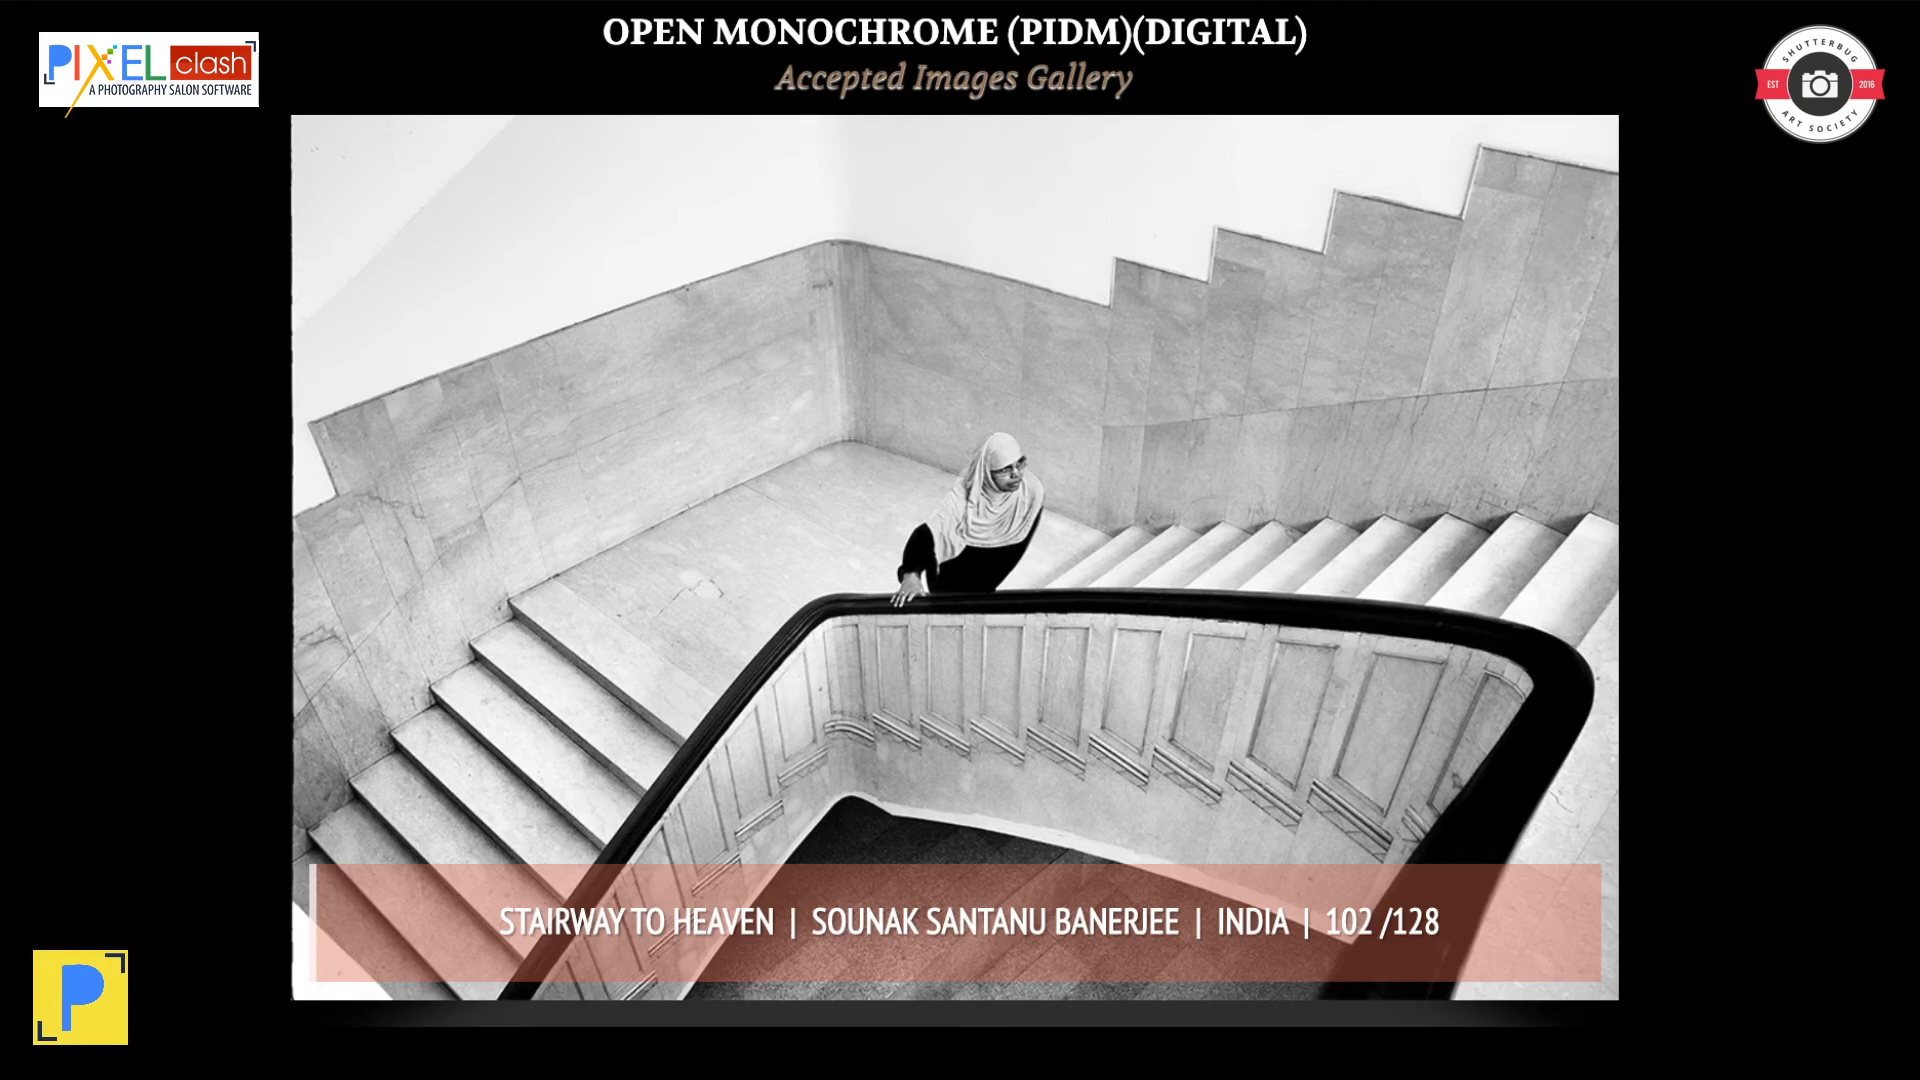 OPEN MONOCHROME (PIDM)(DIGITAL)
Accepted Images Gallery
PIXEL clash
A PHOTOGRAPHY SALON SOFTWARE
SHUTTERBUG
EST 2016
ART SOCIETY
STAIRWAY TO HEAVEN | SOUNAK SANTANU BANERJEE | INDIA | 102 /128
P